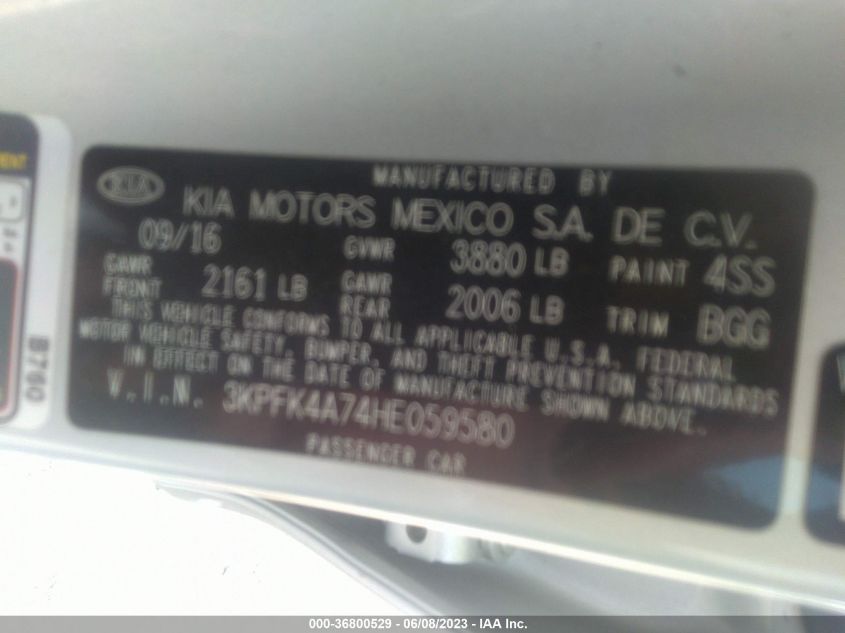 MANUFACTURED BY
KIA
KIA MOTORS MEXICO S.A. DE C.V.
09/16 GVWR 3880 LB PAINT 4SS
GAWR FRONT 2161 LB GAWR REAR 2006 LB TRIM BGG
THIS VEHICLE CONFORMS TO ALL APPLICABLE U.S.A. FEDERAL
MOTOR VEHICLE SAFETY, BUMPER, AND THEFT PREVENTION STANDARDS
IN EFFECT ON THE DATE OF MANUFACTURE SHOWN ABOVE.
V.I.N. 3KPFK4A74HE059580
PASSENGER CAR
B760
000-36800529 - 06/08/2023 - IAA Inc.